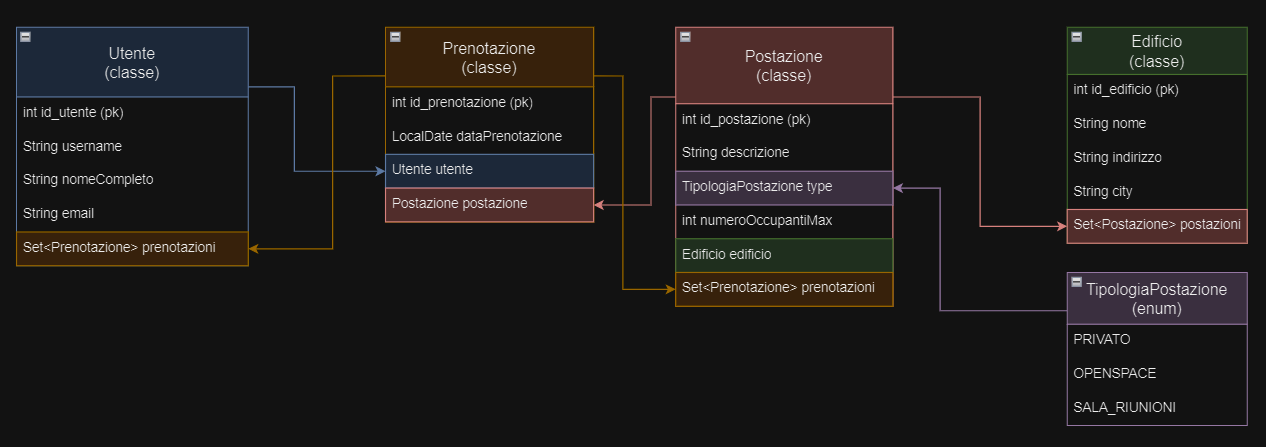 Utente
(classe)
int id_utente (pk)
String username
String nomeCompleto
String email
Set<Prenotazione> prenotazioni
Prenotazione
(classe)
int id_prenotazione (pk)
LocalDate dataPrenotazione
Utente utente
Postazione postazione
Postazione
(classe)
int id_postazione (pk)
String descrizione
TipologiaPostazione type
int numeroOccupantiMax
Edificio edificio
Set<Prenotazione> prenotazioni
Edificio
(classe)
int id_edificio (pk)
String nome
String indirizzo
String city
Set<Postazione> postazioni
TipologiaPostazione
(enum)
PRIVATO
OPENSPACE
SALA_RIUNIONI